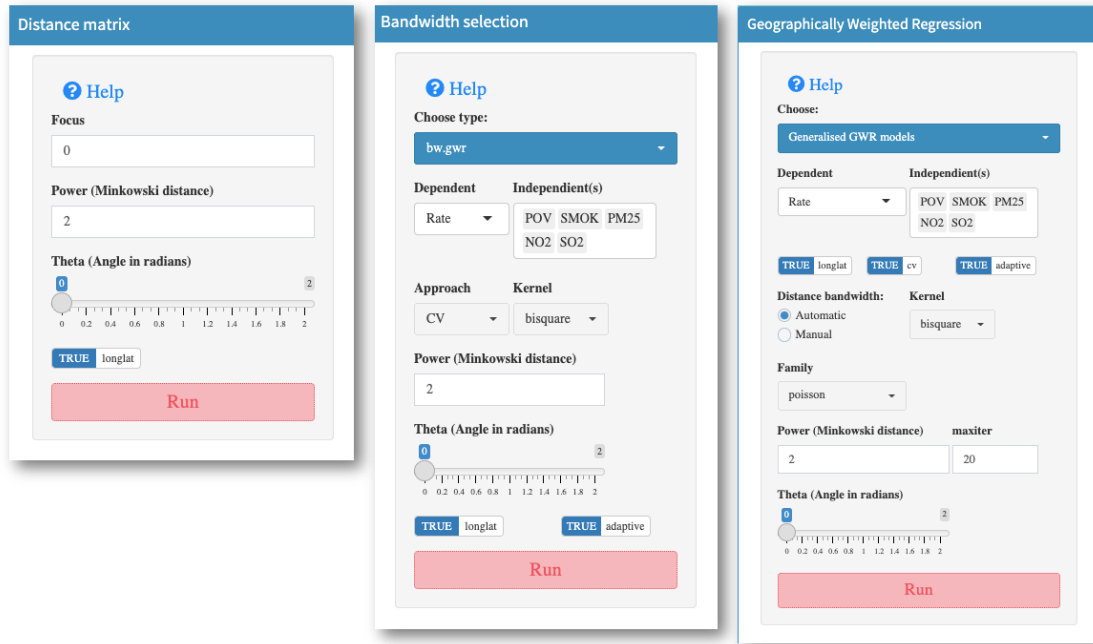 Distance matrix
Help
Focus
0
Power (Minkowski distance)
2
Theta (Angle in radians)
0 2
0 0.2 0.4 0.6 0.8 1 1.2 1.4 1.6 1.8 2
TRUE longlat
Run
Bandwidth selection
Help
Choose type:
bw.gwr
Dependent Independient(s)
Rate POV SMOK PM25
NO2 SO2
Approach Kernel
CV bisquare
Power (Minkowski distance)
2
Theta (Angle in radians)
0 2
0 0.2 0.4 0.6 0.8 1 1.2 1.4 1.6 1.8 2
TRUE longlat TRUE adaptive
Run
Geographically Weighted Regression
Help
Choose:
Generalised GWR models
Dependent Independient(s)
Rate POV SMOK PM25
NO2 SO2
TRUE longlat TRUE cv TRUE adaptive
Distance bandwidth: Kernel
Automatic bisquare
Manual
Family
poisson
Power (Minkowski distance) maxiter
2 20
Theta (Angle in radians)
0 2
0 0.2 0.4 0.6 0.8 1 1.2 1.4 1.6 1.8 2
Run